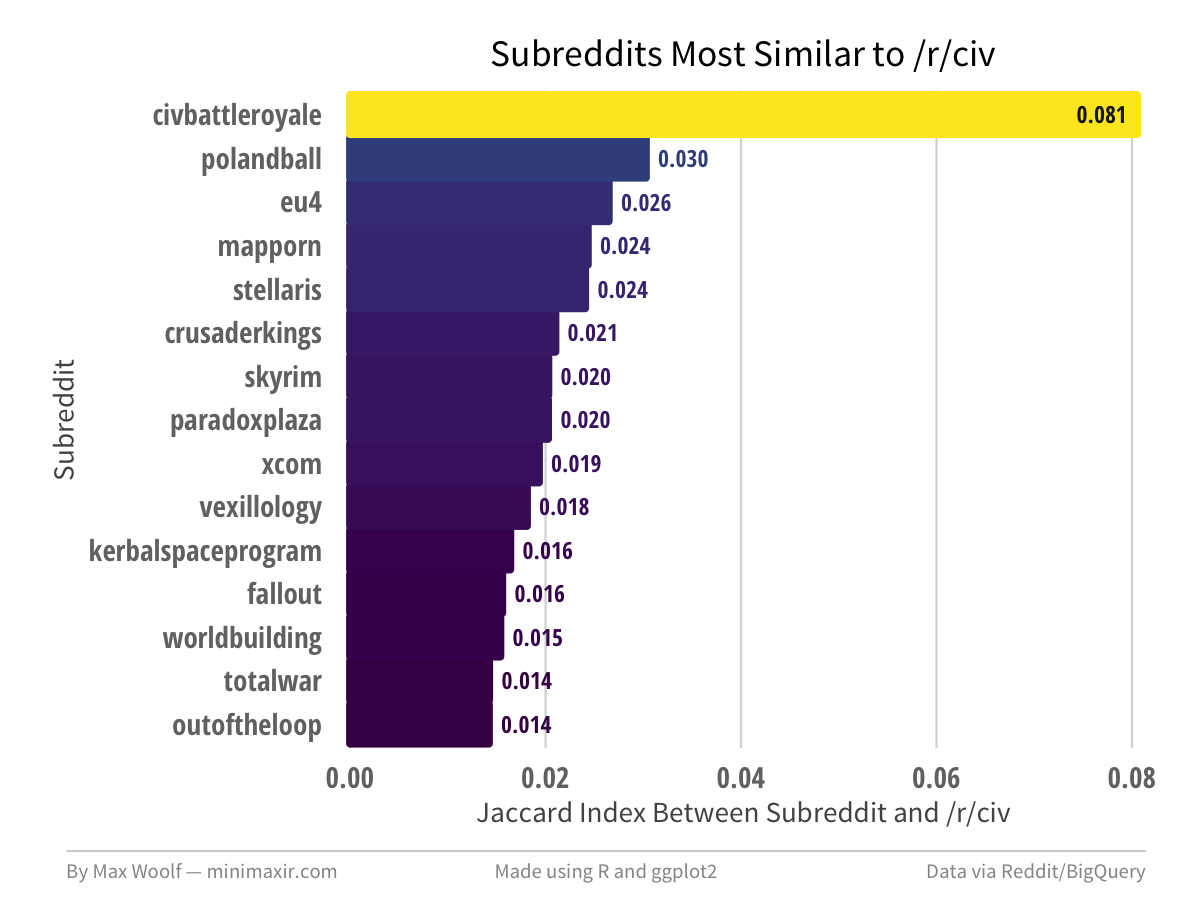 Subreddits Most Similar to /r/civ
civbattleroyale 0.081
polandball 0.030
eu4 0.026
mapporn 0.024
stellaris 0.024
crusaderkings 0.021
skyrim 0.020
paradoxplaza 0.020
xcom 0.019
vexillology 0.018
kerbalspaceprogram 0.016
fallout 0.016
worldbuilding 0.015
totalwar 0.014
outoftheloop 0.014
Subreddit
0.00 0.02 0.04 0.06 0.08
Jaccard Index Between Subreddit and /r/civ
By Max Woolf — minimaxir.com Made using R and ggplot2 Data via Reddit/BigQuery